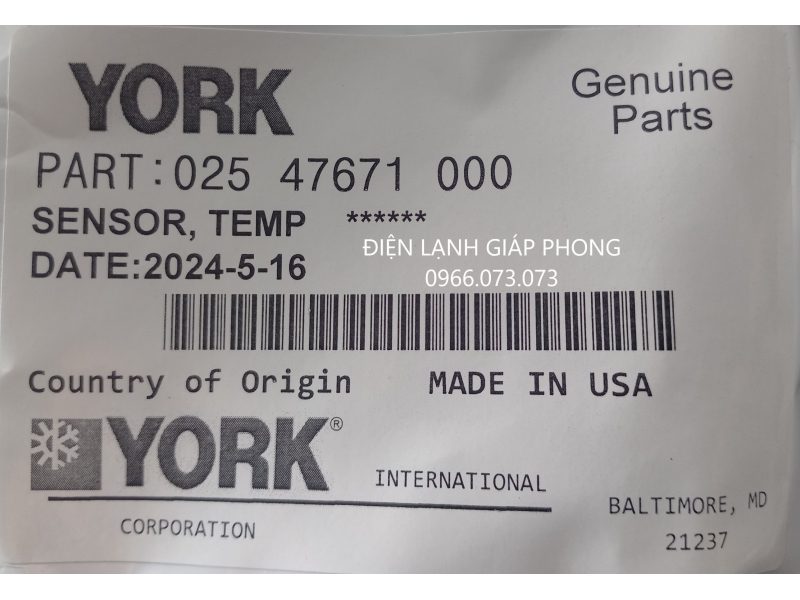 YORK
Genuine
Parts
PART:025 47671 000
SENSOR, TEMP ******
DATE:2024-5-16
ĐIỆN LẠNH GIÁP PHONG
0966.073.073
Country of Origin MADE IN USA
YORK®
INTERNATIONAL
CORPORATION
BALTIMORE, MD
21237